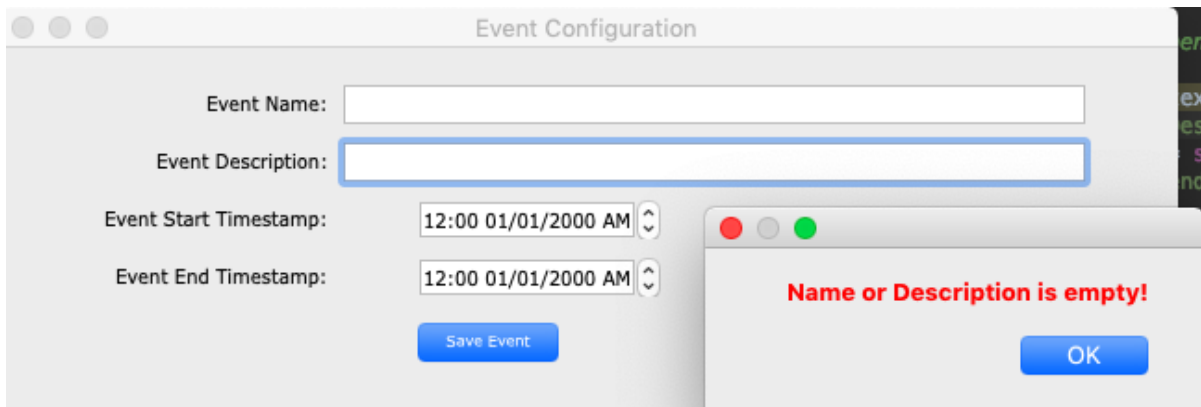 Event Configuration
Event Name:
Event Description:
Event Start Timestamp: 12:00 01/01/2000 AM
Event End Timestamp: 12:00 01/01/2000 AM
Save Event
Name or Description is empty!
OK